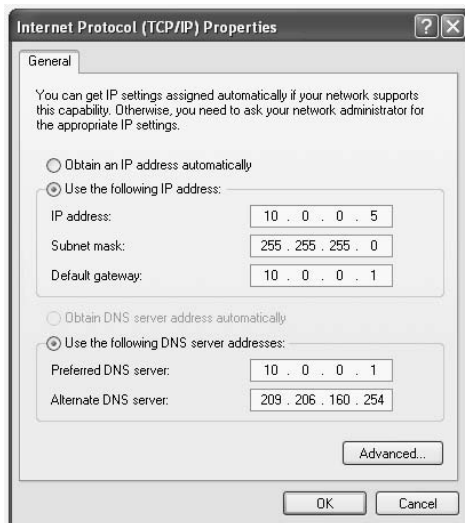 Internet Protocol (TCP/IP) Properties
General
You can get IP settings assigned automatically if your network supports
this capability. Otherwise, you need to ask your network administrator for
the appropriate IP settings.
Obtain an IP address automatically
Use the following IP address:
IP address: 10 . 0 . 0 . 5
Subnet mask: 255 . 255 . 255 . 0
Default gateway: 10 . 0 . 0 . 1
Obtain DNS server address automatically
Use the following DNS server addresses:
Preferred DNS server: 10 . 0 . 0 . 1
Alternate DNS server: 209 . 206 . 160 . 254
Advanced...
OK Cancel